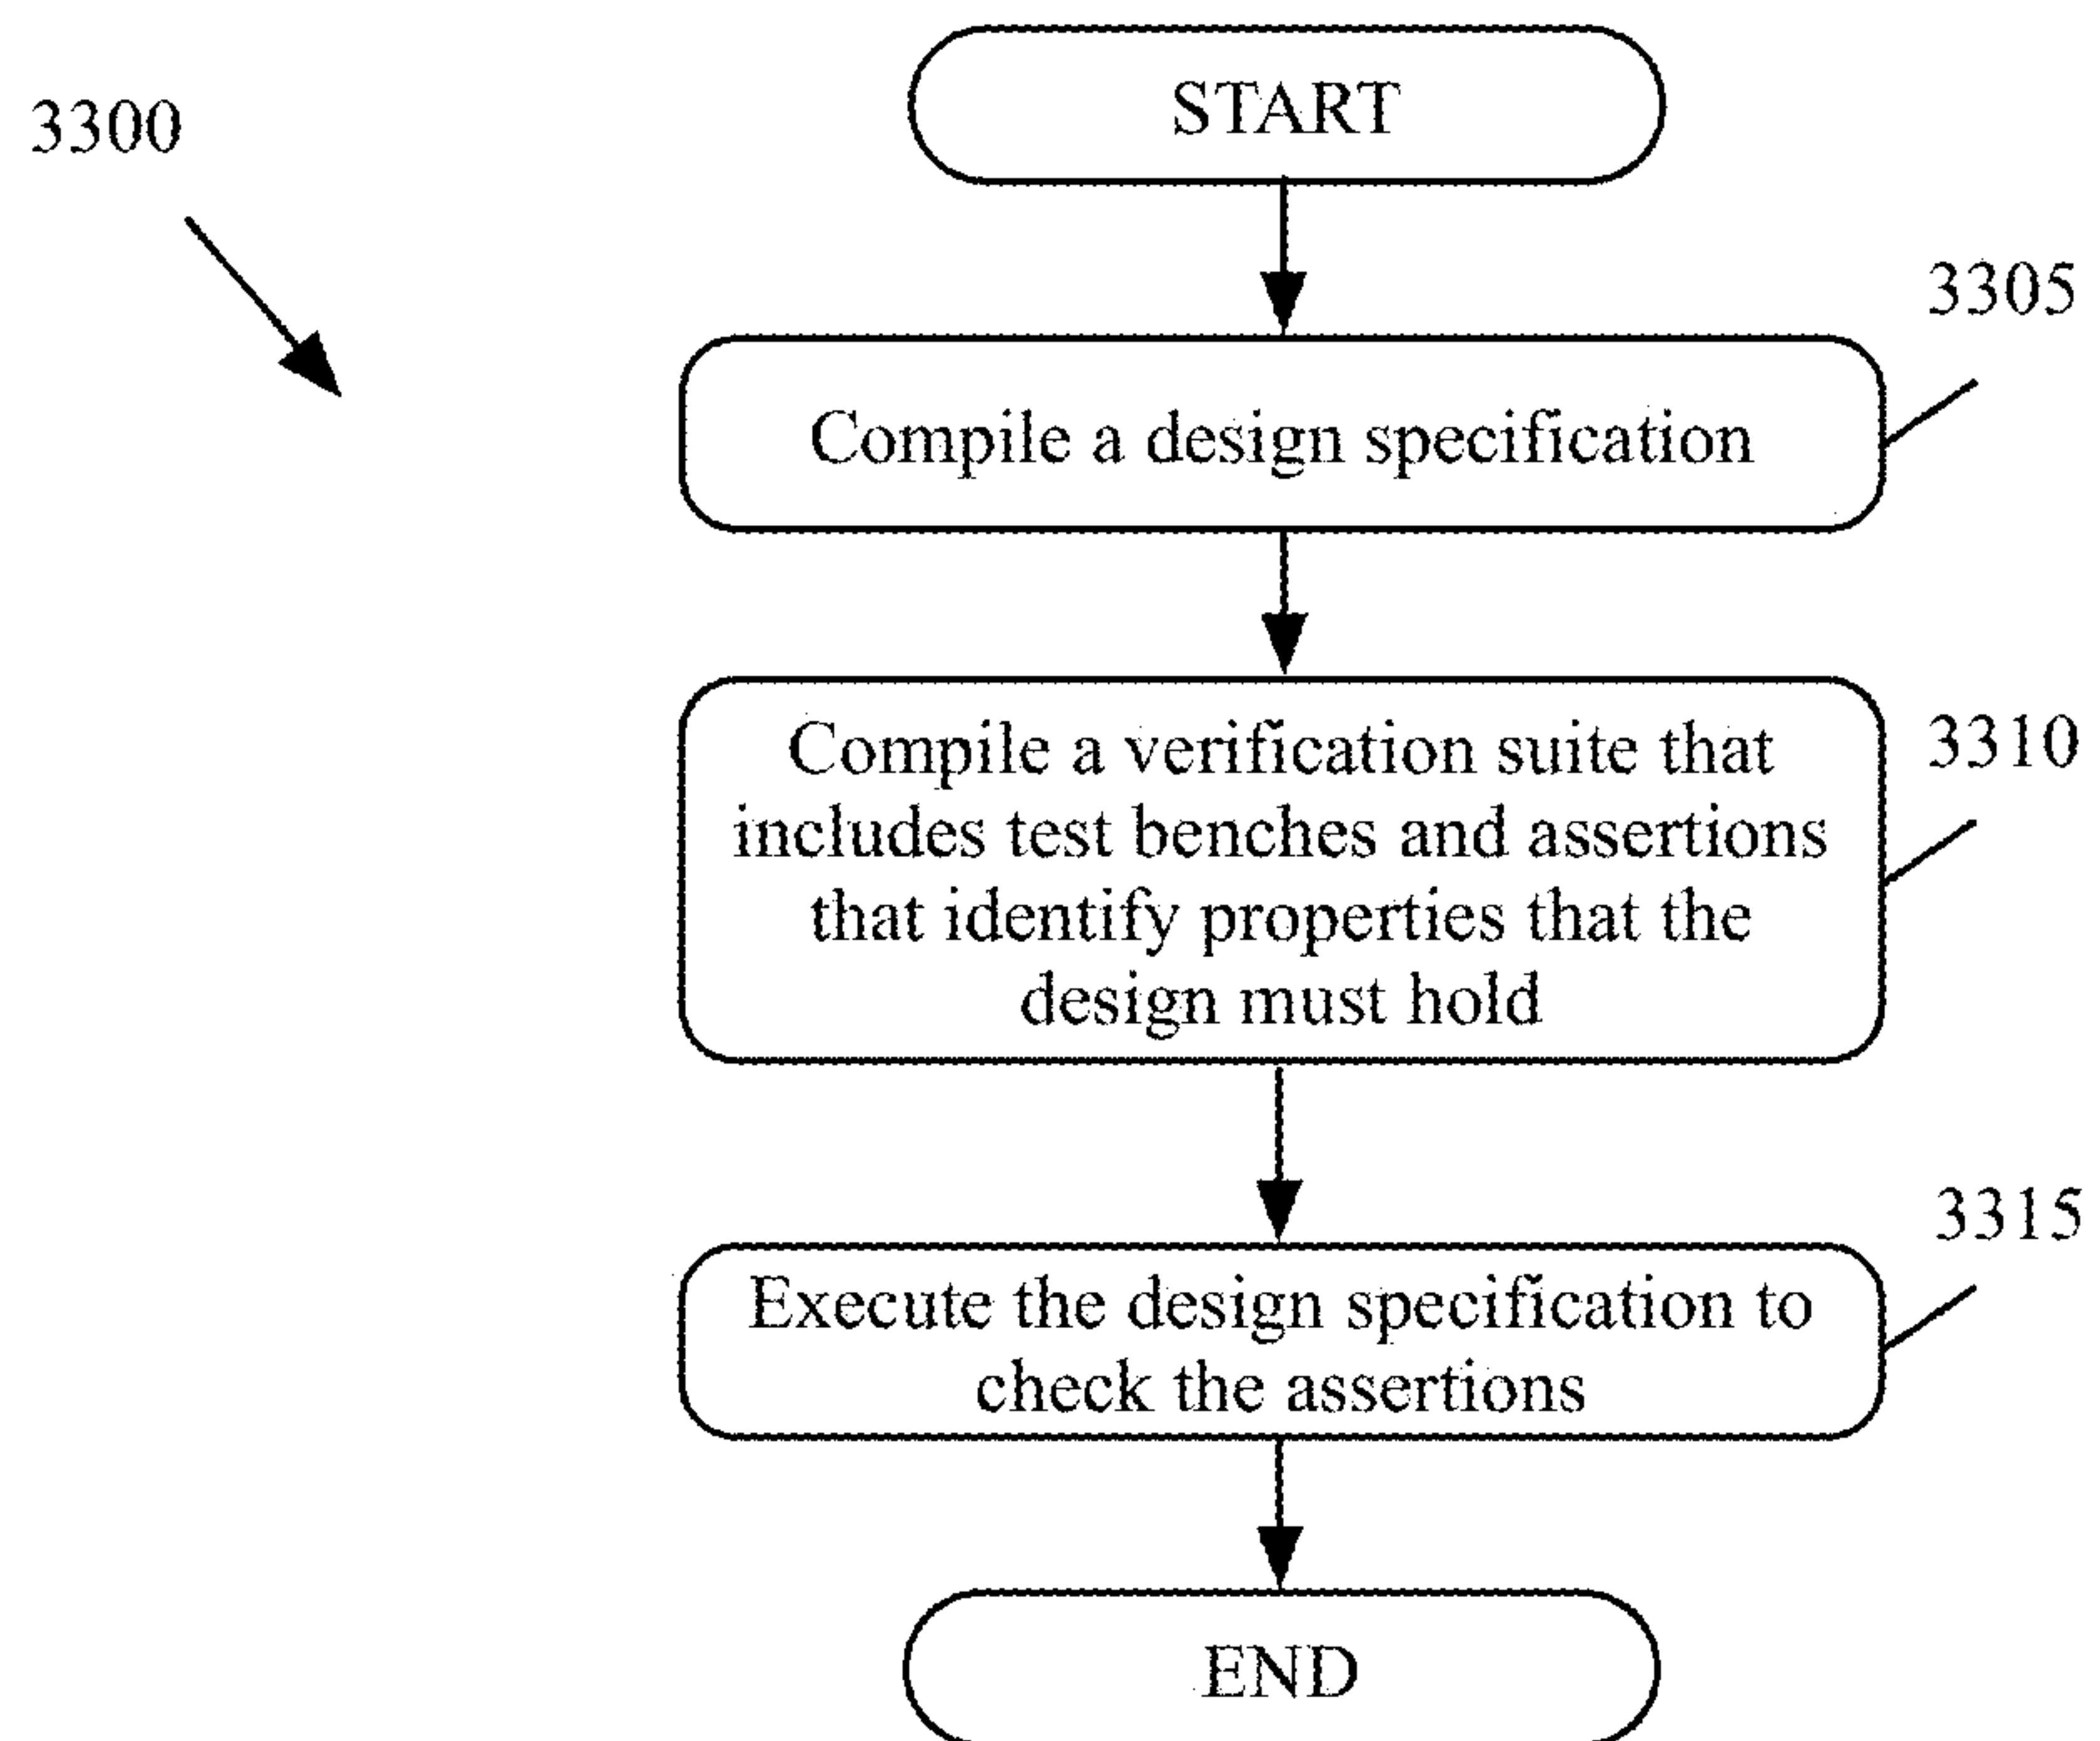 3300
START
3305
Compile a design specification
3310
Compile a verification suite that
includes test benches and assertions
that identify properties that the
design must hold
3315
Execute the design specification to
check the assertions
END